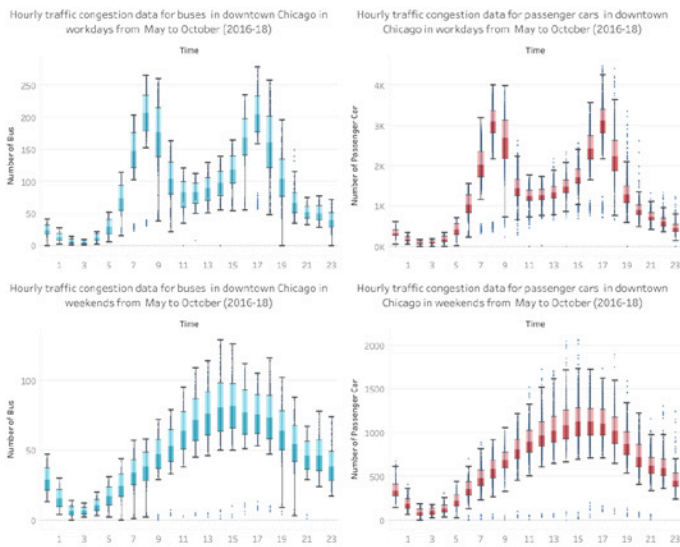 Hourly traffic congestion data for buses in downtown Chicago in
workdays from May to October (2016-18)
Time
Number of Bus
250
200
150
100
50
0
1 3 5 7 9 11 13 15 17 19 21 23
Hourly traffic congestion data for passenger cars in downtown
Chicago in workdays from May to October (2016-18)
Time
Number of Passenger Car
4K
3K
2K
1K
0K
1 3 5 7 9 11 13 15 17 19 21 23
Hourly traffic congestion data for buses in downtown Chicago in
weekends from May to October (2016-18)
Time
Number of Bus
100
50
0
1 3 5 7 9 11 13 15 17 19 21 23
Hourly traffic congestion data for passenger cars in downtown
Chicago in weekends from May to October (2016-18)
Time
Number of Passenger Car
2000
1500
1000
500
0
1 3 5 7 9 11 13 15 17 19 21 23